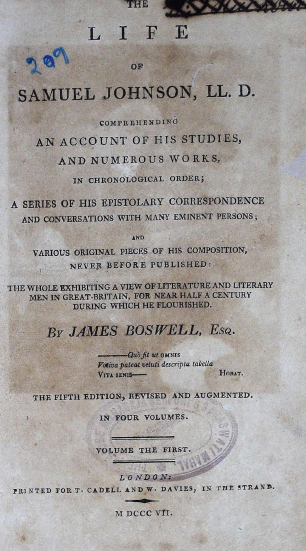 THE
LIFE
209
OF
SAMUEL JOHNSON, LL. D.
COMPREHENDING
AN ACCOUNT OF HIS STUDIES,
AND NUMEROUS WORKS,
IN CHRONOLOGICAL ORDER;
A SERIES OF HIS EPISTOLARY CORRESPONDENCE
AND CONVERSATIONS WITH MANY EMINENT PERSONS;
AND
VARIOUS ORIGINAL PIECES OF HIS COMPOSITION,
NEVER BEFORE PUBLISHED:
THE WHOLE EXHIBITING A VIEW OF LITERATURE AND LITERARY
MEN IN GREAT-BRITAIN, FOR NEAR HALF A CENTURY
DURING WHICH HE FLOURISHED.
BY JAMES BOSWELL, ESQ.
——Quò fit ut OMNIS
Votiva pateat veluti descripta tabella
VITA SENIS—— HORAT.
THE FIFTH EDITION, REVISED AND AUGMENTED.
IN FOUR VOLUMES.
VOLUME THE FIRST.
LONDON:
PRINTED FOR T. CADELL AND W. DAVIES, IN THE STRAND.
M DCCC VII.